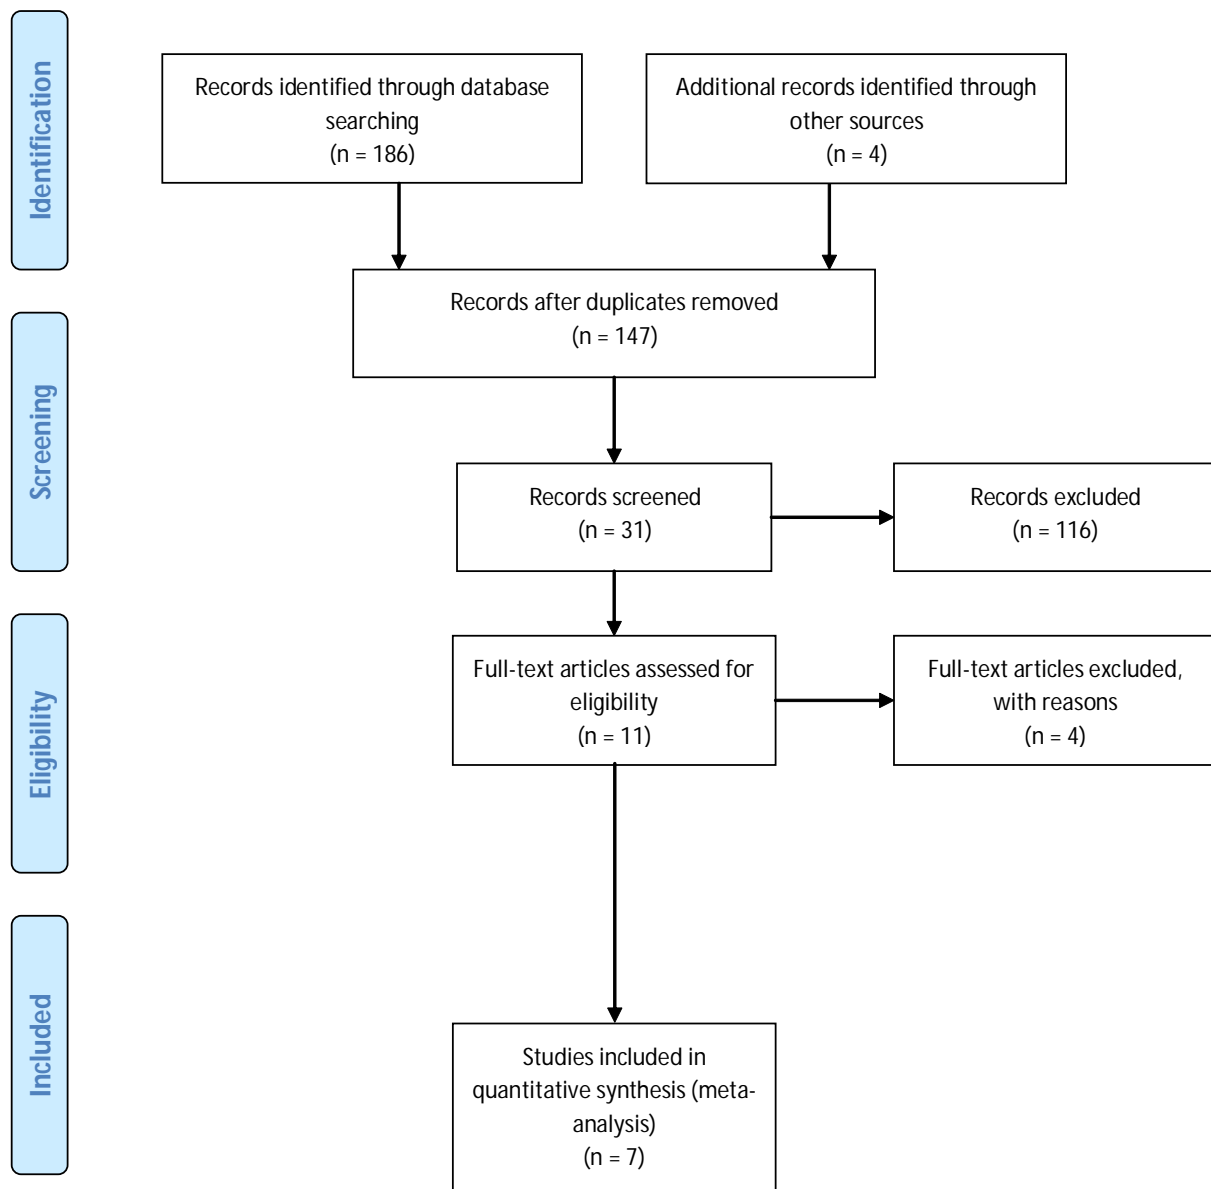 Identification
Records identified through database
searching
(n = 186)
Additional records identified through
other sources
(n = 4)
Records after duplicates removed
(n = 147)
Screening
Records screened
(n = 31)
Records excluded
(n = 116)
Eligibility
Full-text articles assessed for
eligibility
(n = 11)
Full-text articles excluded,
with reasons
(n = 4)
Included
Studies included in
quantitative synthesis (meta-
analysis)
(n = 7)